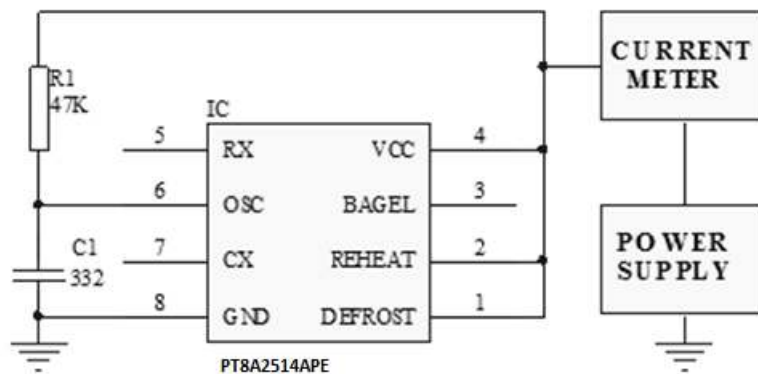 R1
47K
IC
CURRENT
METER
5
RX
VCC
4
6
OSC
BAGEL
3
C1
332
7
CX
REHEAT
2
POWER
SUPPLY
8
GND
DEFROST
1
PT8A2514APE